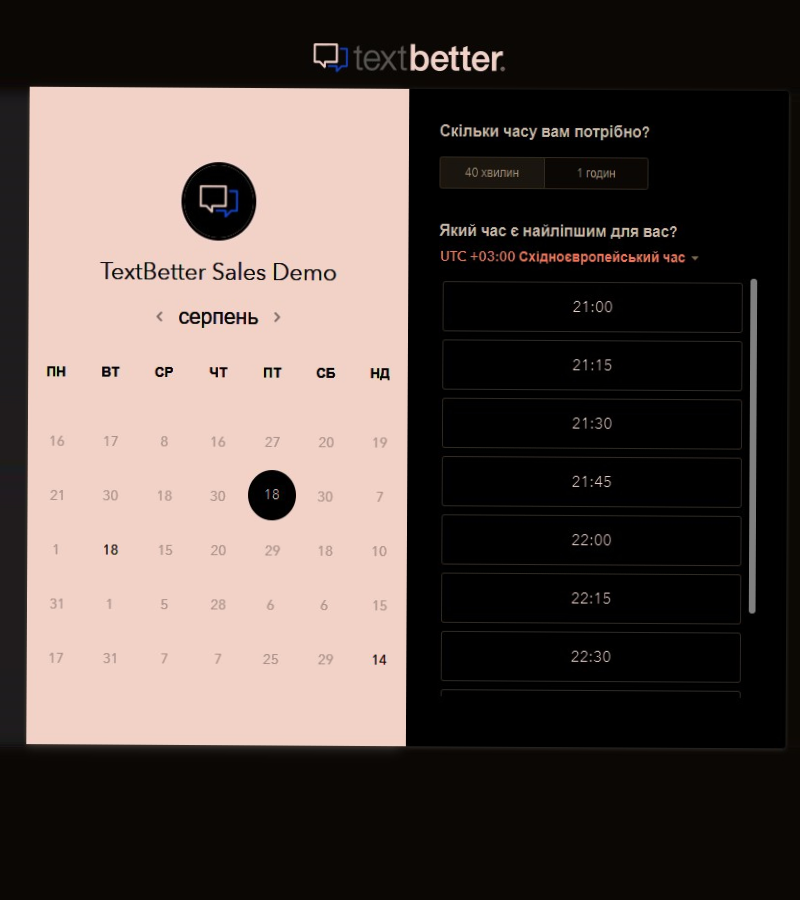 textbetter.
TextBetter Sales Demo
серпень
ПН ВТ СР ЧТ ПТ СБ НД
16 17 8 16 27 20 19
21 30 18 30 18 30 7
1 18 15 20 29 18 10
31 1 5 28 6 6 15
17 31 7 7 25 29 14
Скільки часу вам потрібно?
40 хвилин 1 годин
Який час є найліпшим для вас?
UTC +03:00 Східноєвропейський час
21:00
21:15
21:30
21:45
22:00
22:15
22:30